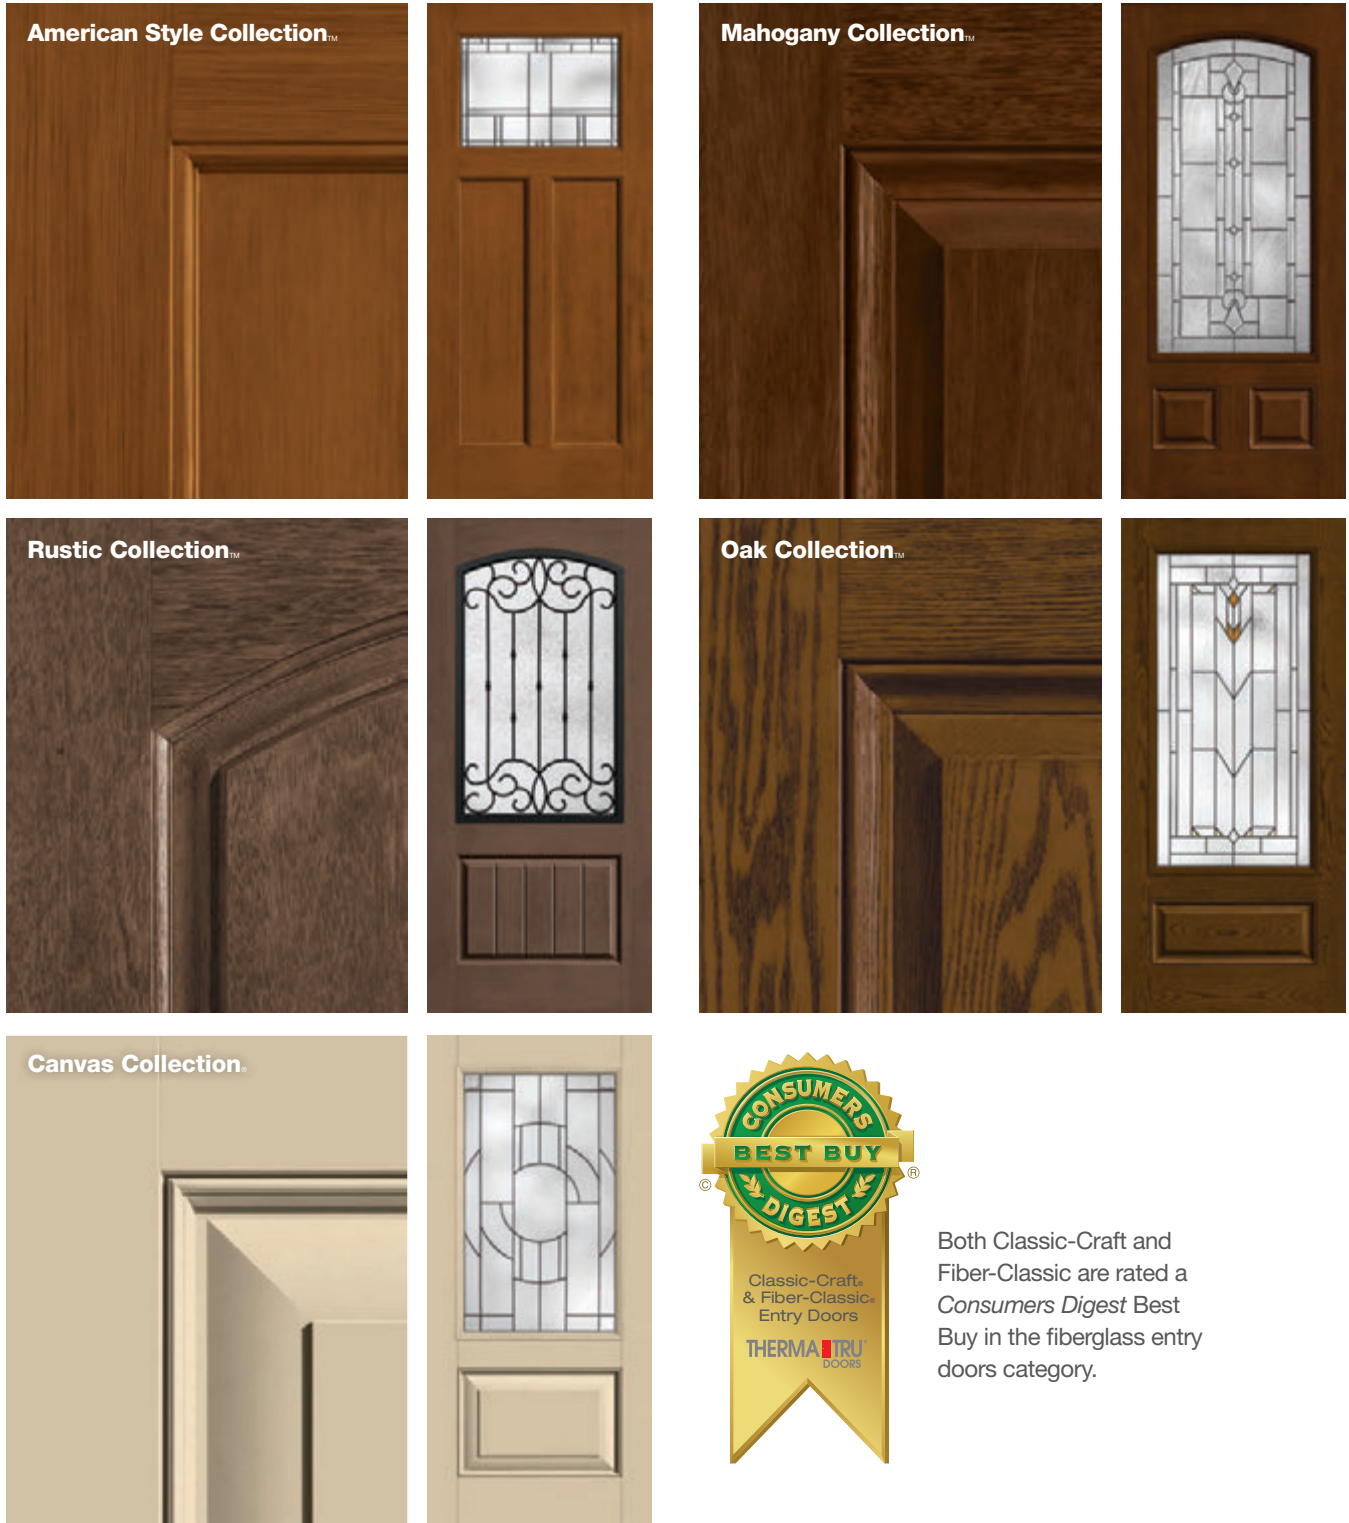 American Style Collection™
Mahogany Collection™
Rustic Collection™
Oak Collection™
Canvas Collection®
CONSUMERS
BEST BUY
DIGEST
© ®
Classic-Craft®
& Fiber-Classic®
Entry Doors
THERMA TRU
DOORS
Both Classic-Craft and
Fiber-Classic are rated a
Consumers Digest Best
Buy in the fiberglass entry
doors category.